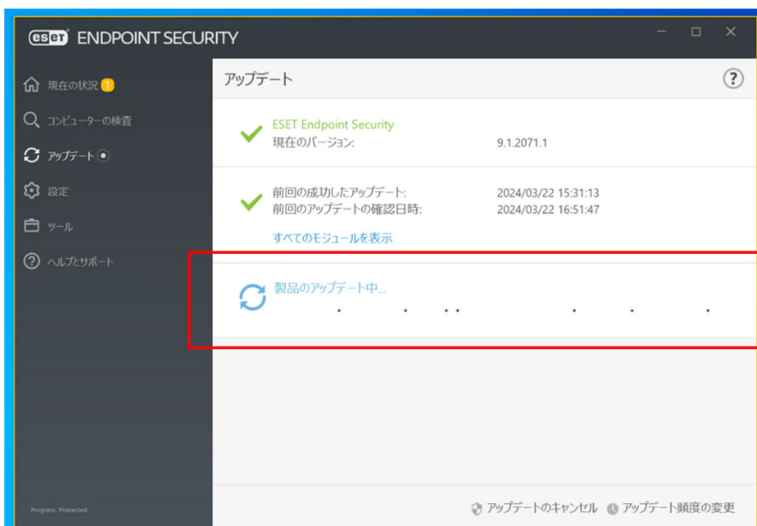 eset ENDPOINT SECURITY
現在の状況 1
コンピューターの検査
アップデート
設定
ツール
ヘルプとサポート
Progress. Protected.
アップデート
?
ESET Endpoint Security
現在のバージョン: 9.1.2071.1
前回の成功したアップデート: 2024/03/22 15:31:13
前回のアップデートの確認日時: 2024/03/22 16:51:47
すべてのモジュールを表示
製品のアップデート中...
アップデートのキャンセル アップデート頻度の変更